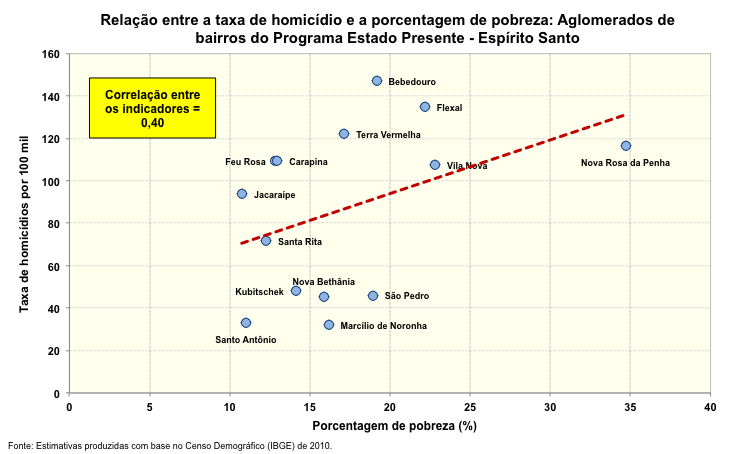 Relação entre a taxa de homicídio e a porcentagem de pobreza: Aglomerados de
bairros do Programa Estado Presente - Espírito Santo
Correlação entre
os indicadores =
0,40
Taxa de homicídios por 100 mil
160
140
120
100
80
60
40
20
0
Bebedouro
Flexal
Terra Vermelha
Feu Rosa
Carapina
Vila Nova
Nova Rosa da Penha
Jacaraípe
Santa Rita
Nova Bethânia
Kubitschek
São Pedro
Marcílio de Noronha
Santo Antônio
0 5 10 15 20 25 30 35 40
Porcentagem de pobreza (%)
Fonte: Estimativas produzidas com base no Censo Demográfico (IBGE) de 2010.